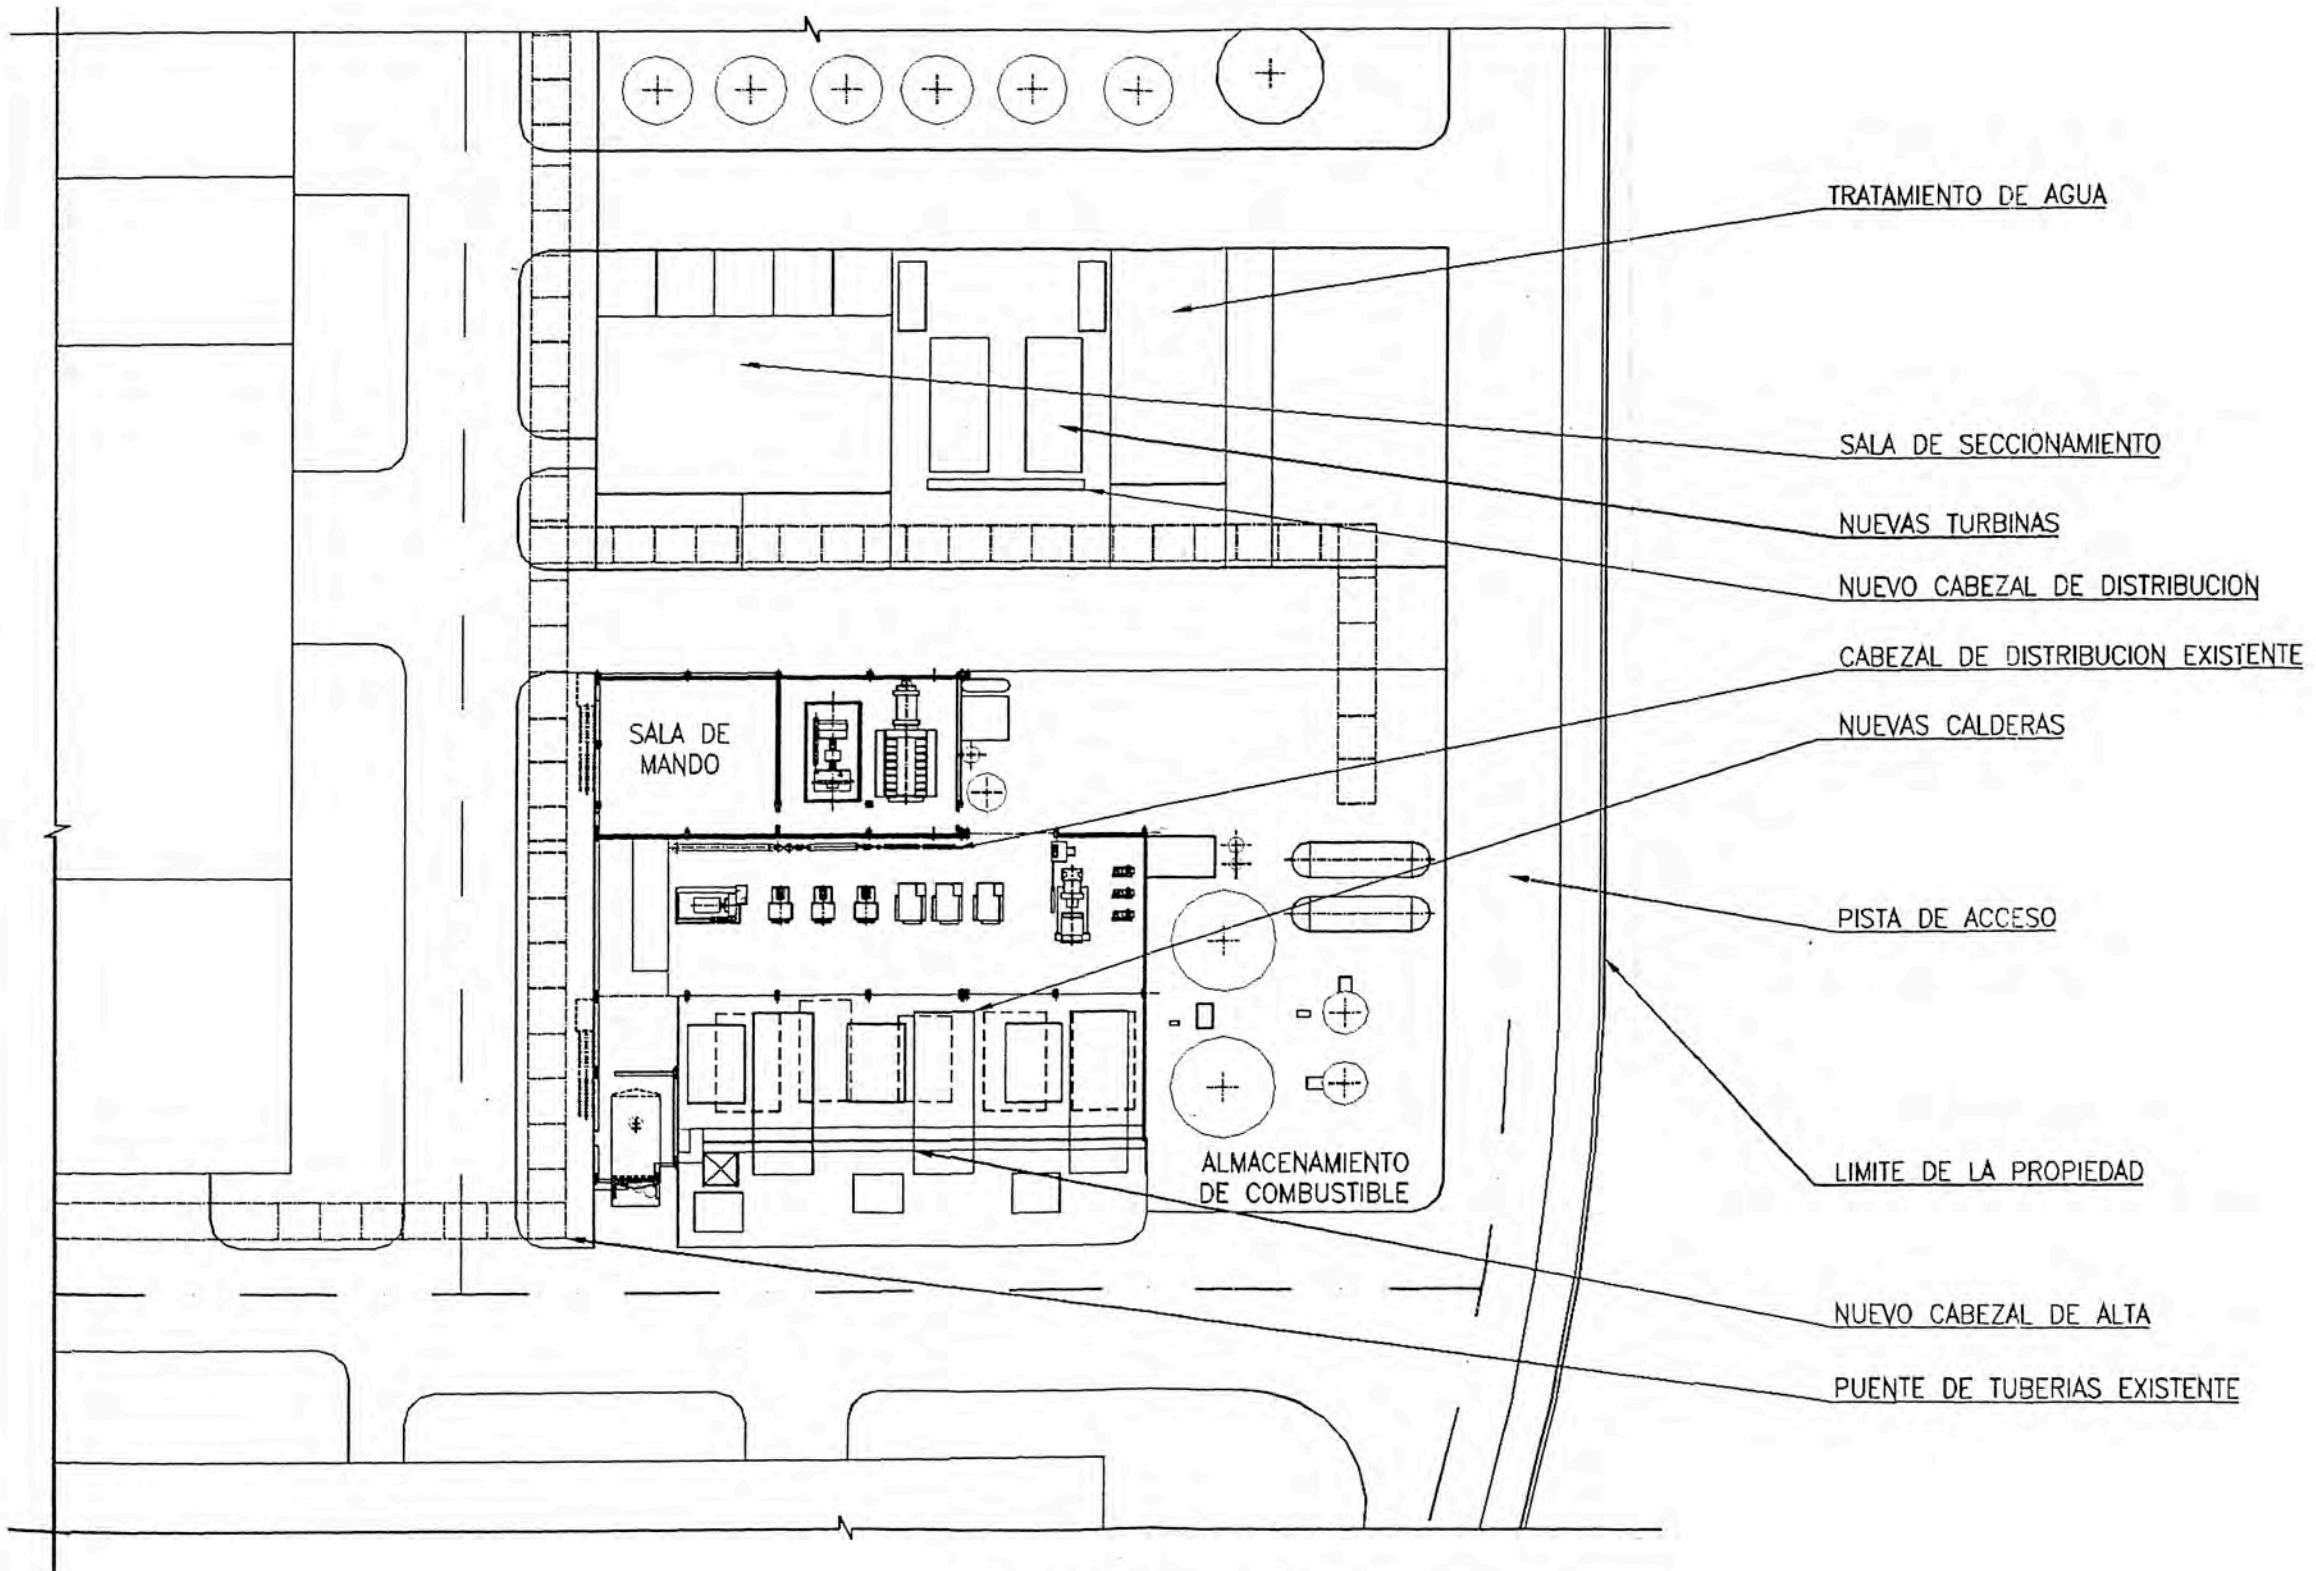 TRATAMIENTO DE AGUA
SALA DE SECCIONAMIENTO
NUEVAS TURBINAS
NUEVO CABEZAL DE DISTRIBUCION
CABEZAL DE DISTRIBUCION EXISTENTE
NUEVAS CALDERAS
SALA DE
MANDO
PISTA DE ACCESO
ALMACENAMIENTO
DE COMBUSTIBLE
LIMITE DE LA PROPIEDAD
NUEVO CABEZAL DE ALTA
PUENTE DE TUBERIAS EXISTENTE